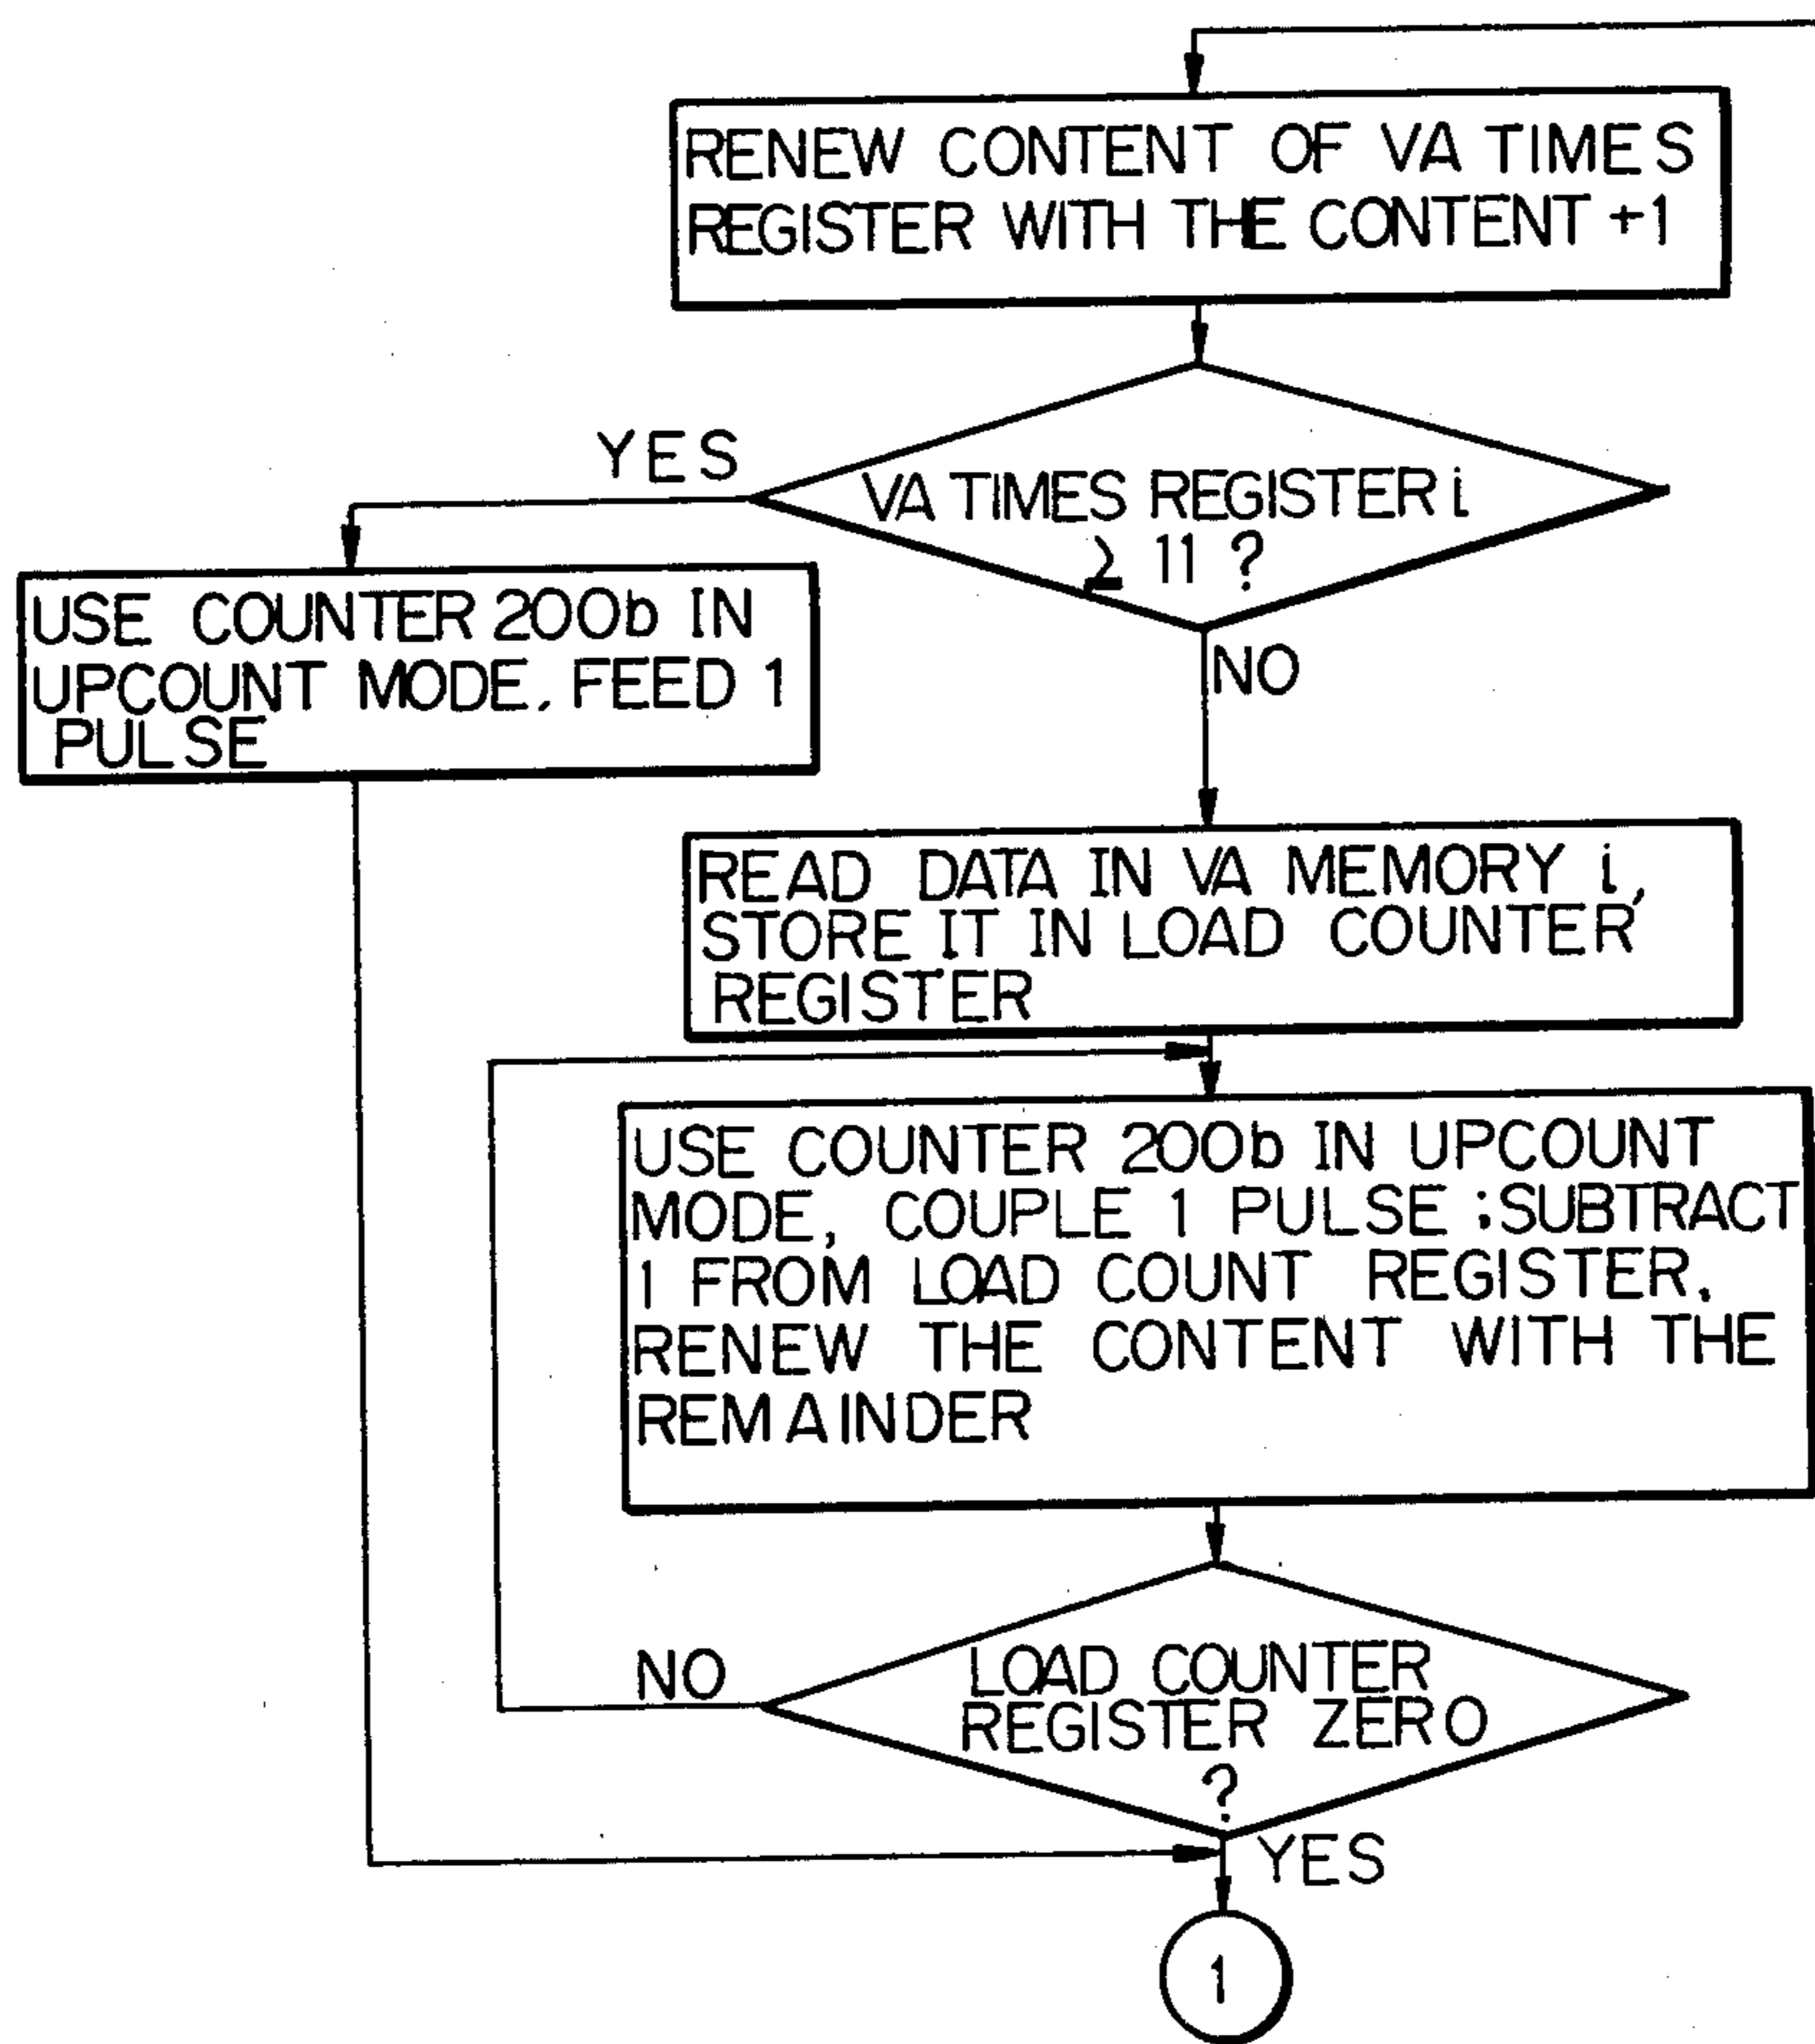 RENEW CONTENT OF VA TIMES
REGISTER WITH THE CONTENT +1
YES
VA TIMES REGISTER i
≥ 11 ?
USE COUNTER 200b IN
UPCOUNT MODE, FEED 1
PULSE
NO
READ DATA IN VA MEMORY i,
STORE IT IN LOAD COUNTER
REGISTER
USE COUNTER 200b IN UPCOUNT
MODE, COUPLE 1 PULSE ; SUBTRACT
1 FROM LOAD COUNT REGISTER,
RENEW THE CONTENT WITH THE
REMAINDER
NO
LOAD COUNTER
REGISTER ZERO
?
YES
1